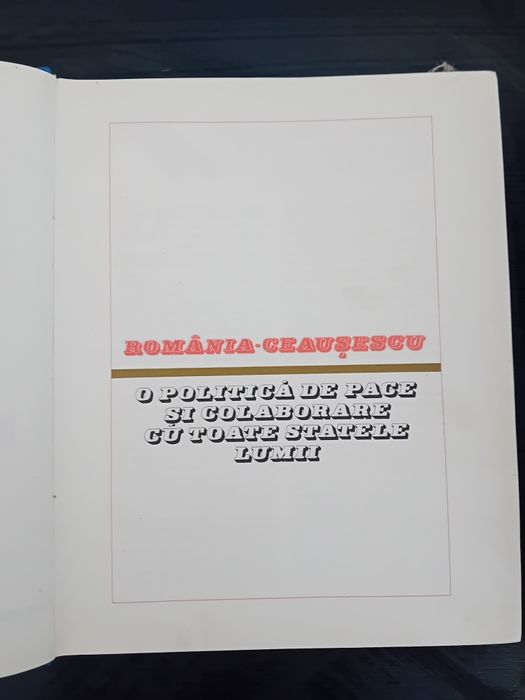 ROMÂNIA-CEAUȘESCU
O POLITICĂ DE PACE
ȘI COLABORARE
CU TOATE STATELE
LUMII